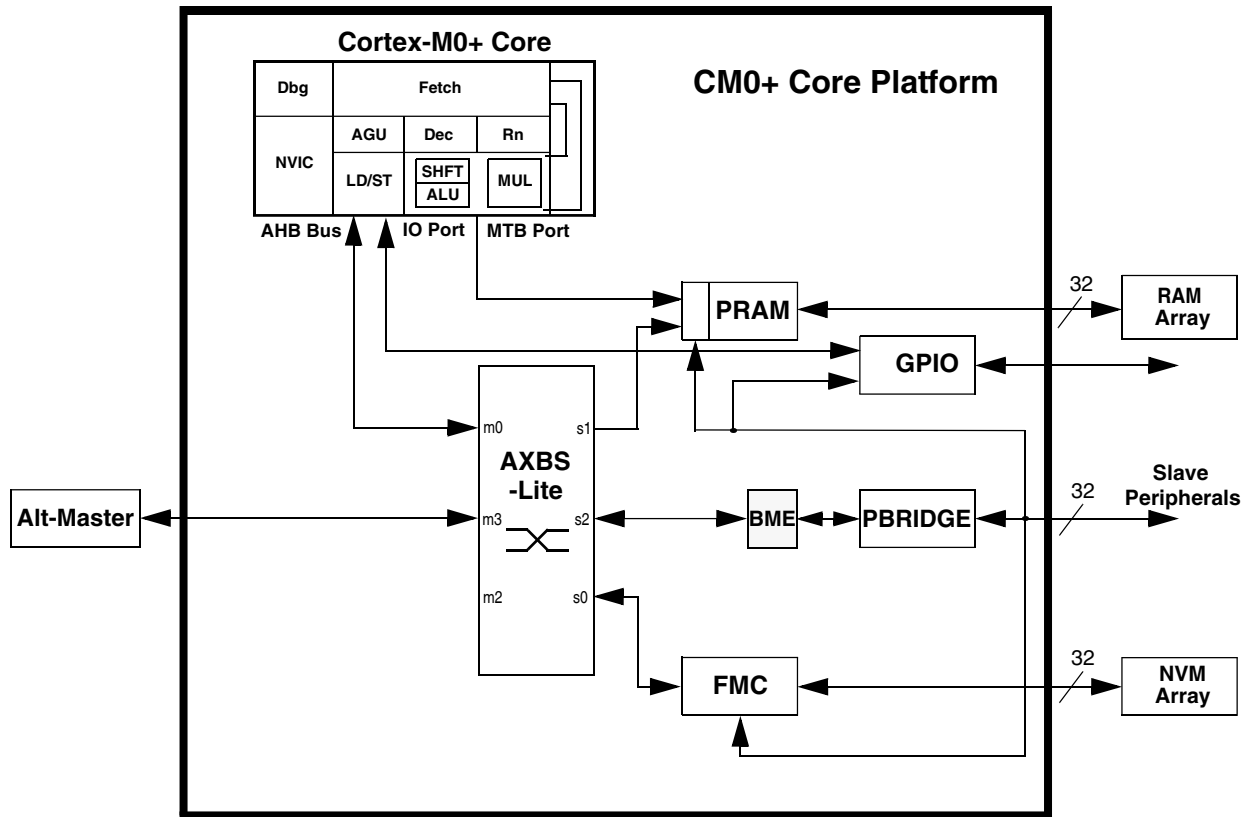 Cortex-M0+ Core
CM0+ Core Platform
Dbg
Fetch
AGU
Dec
Rn
NVIC
LD/ST
SHFT
ALU
MUL
AHB Bus
IO Port
MTB Port
PRAM
32
RAM
Array
GPIO
m0
s1
AXBS
-Lite
Alt-Master
m3
s2
BME
PBRIDGE
32
Slave
Peripherals
m2
s0
FMC
32
NVM
Array